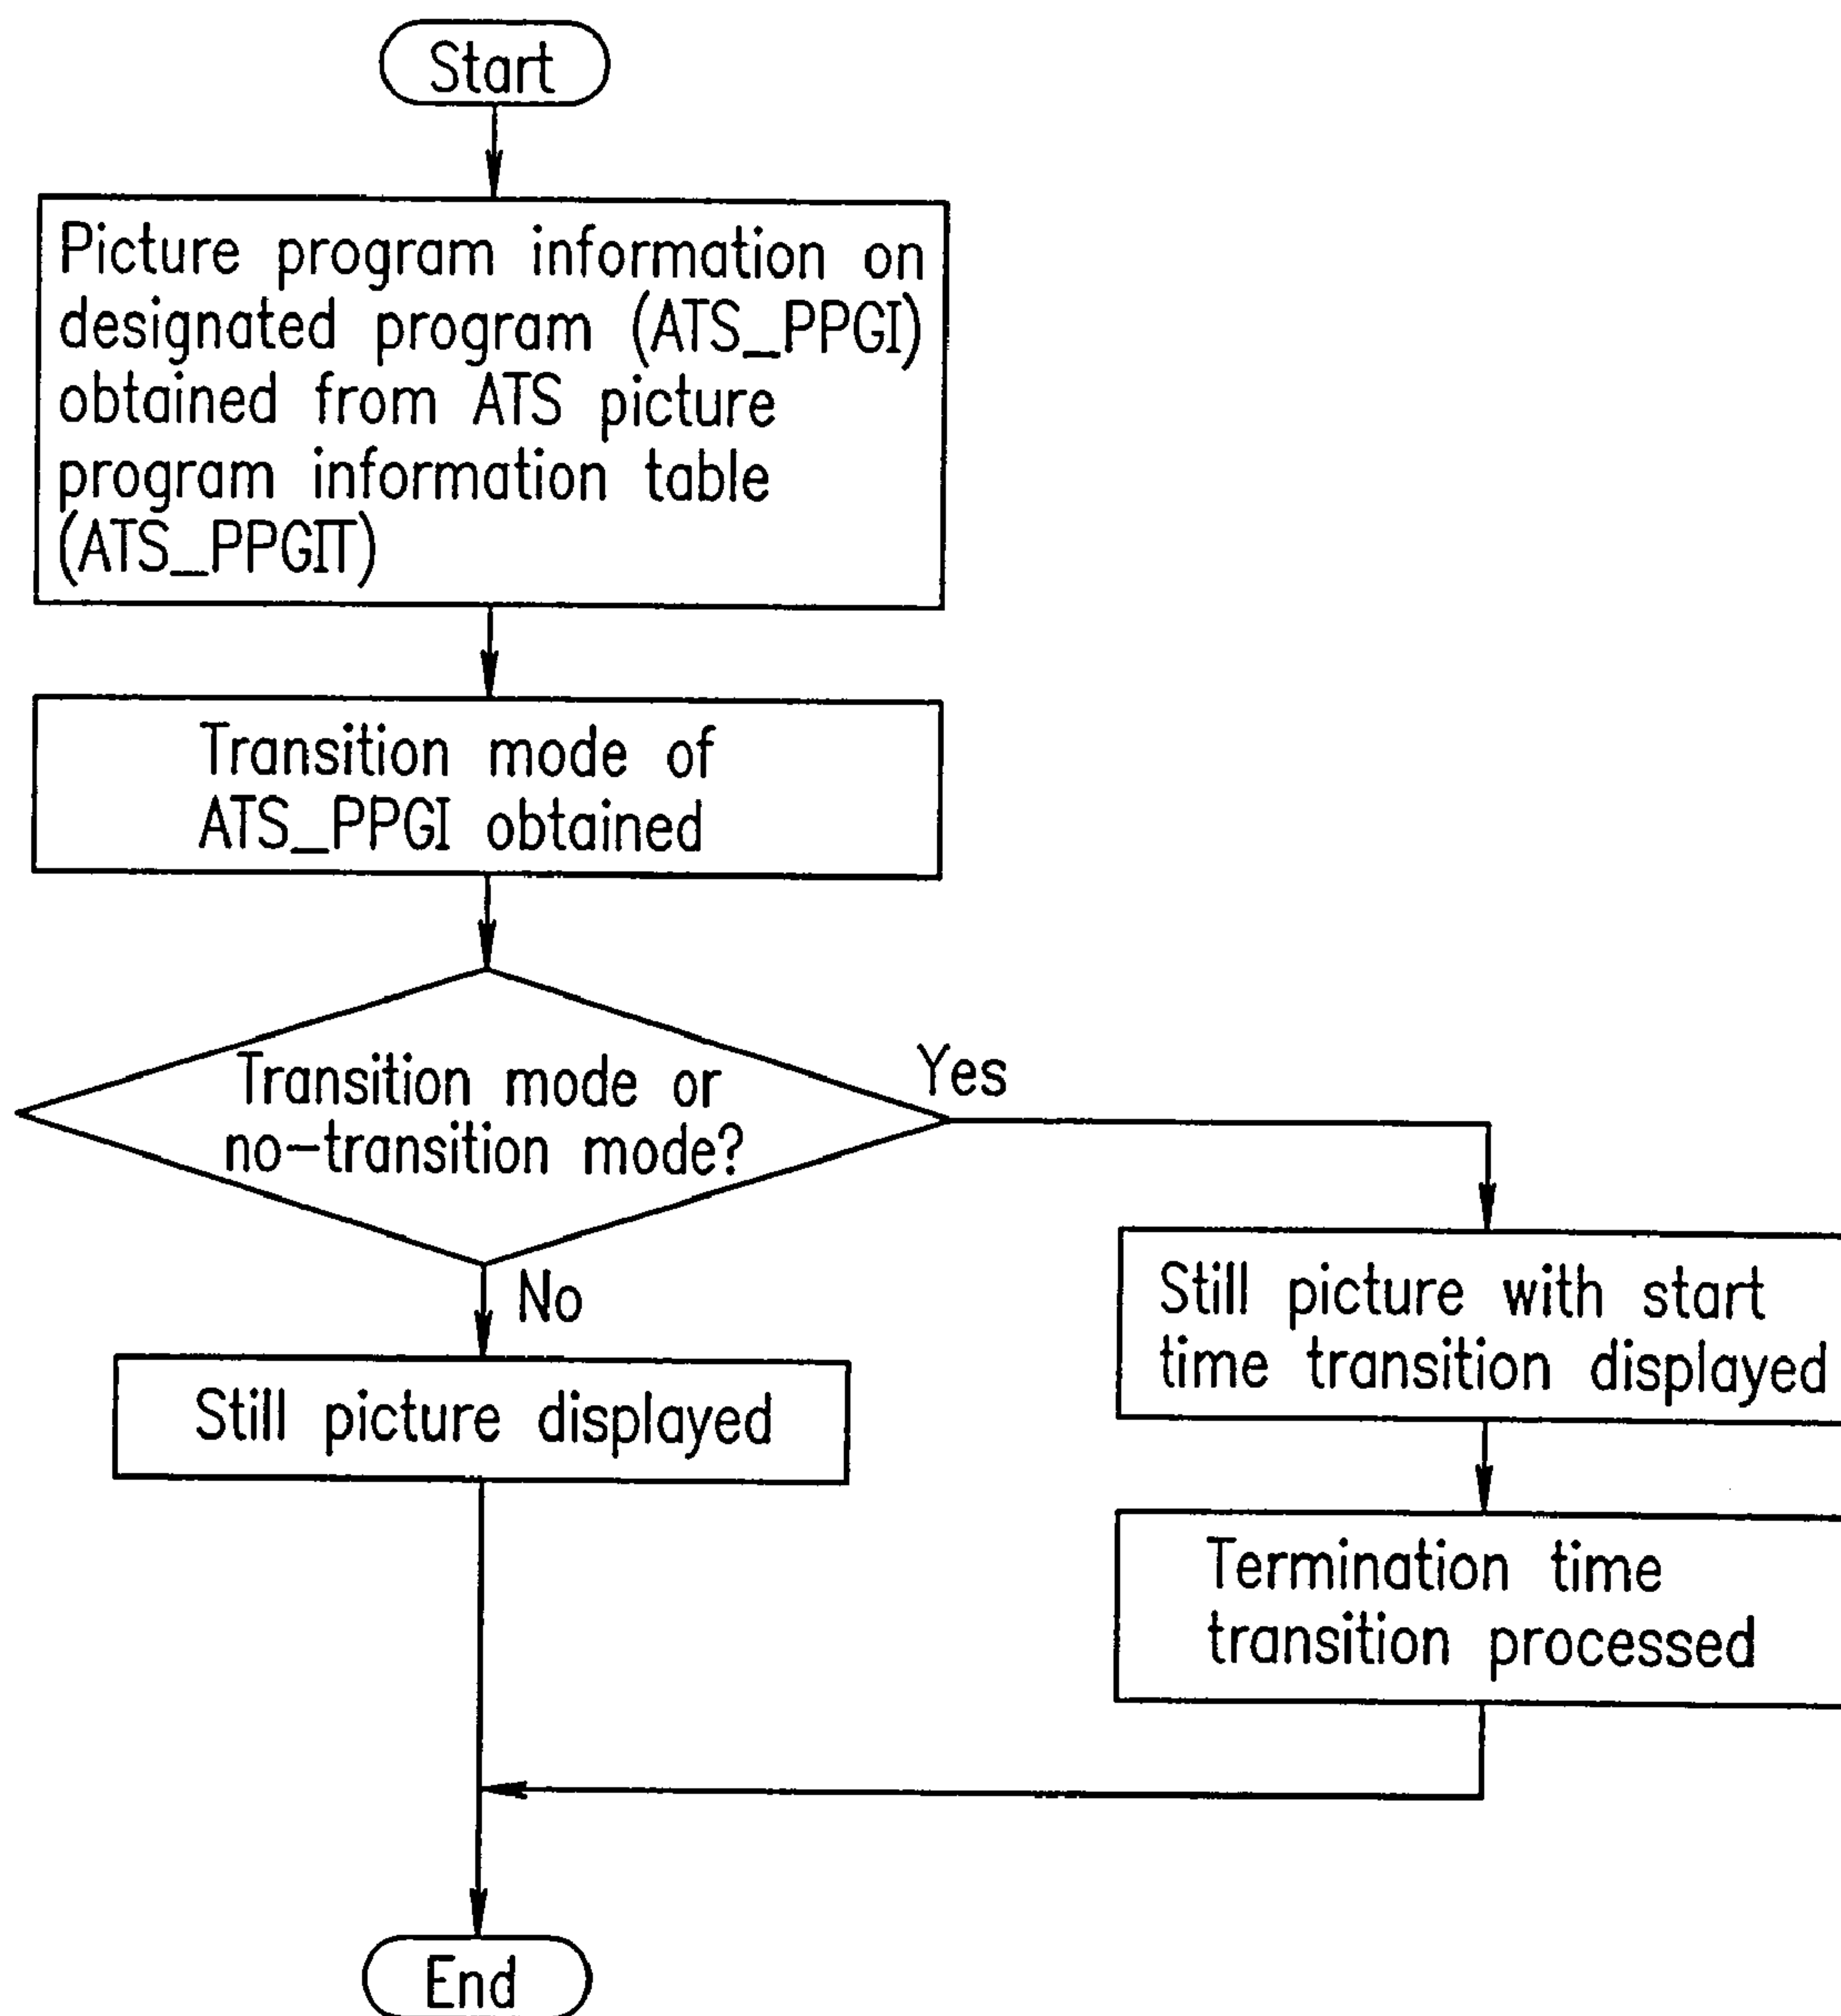 Start
Picture program information on
designated program (ATS_PPGI)
obtained from ATS picture
program information table
(ATS_PPGIT)
Transition mode of
ATS_PPGI obtained
Transition mode or
no-transition mode?
Yes
No
Still picture with start
time transition displayed
Still picture displayed
Termination time
transition processed
End